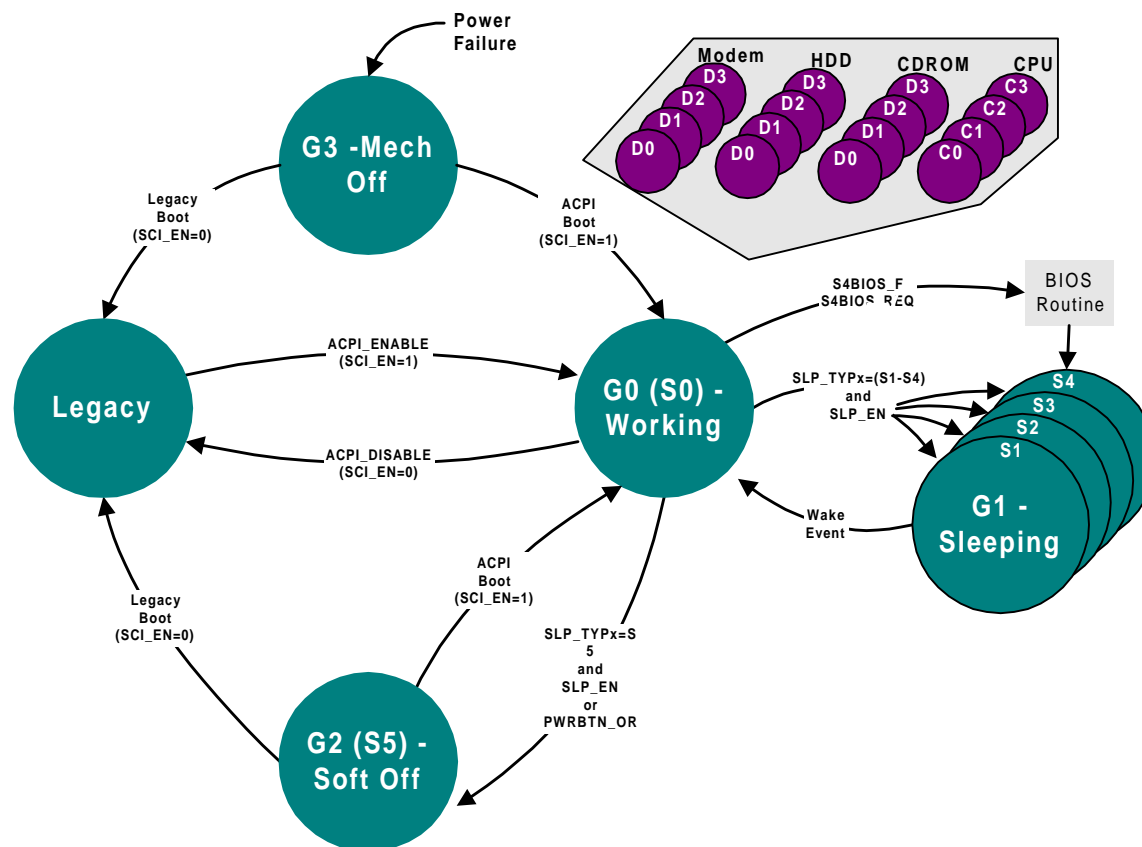 Power
Failure
Modem
HDD
CDROM
CPU
D3
D2
D1
D0
D3
D2
D1
D0
D3
D2
D1
D0
C3
C2
C1
C0
G3 -Mech
Off
Legacy
Boot
(SCI_EN=0)
ACPI
Boot
(SCI_EN=1)
S4BIOS_F
S4BIOS_REQ
BIOS
Routine
ACPI_ENABLE
(SCI_EN=1)
Legacy
G0 (S0) -
Working
SLP_TYPx=(S1-S4)
and
SLP_EN
S4
S3
S2
S1
G1 -
Sleeping
ACPI_DISABLE
(SCI_EN=0)
Wake
Event
ACPI
Boot
(SCI_EN=1)
Legacy
Boot
(SCI_EN=0)
SLP_TYPx=S
5
and
SLP_EN
or
PWRBTN_OR
G2 (S5) -
Soft Off